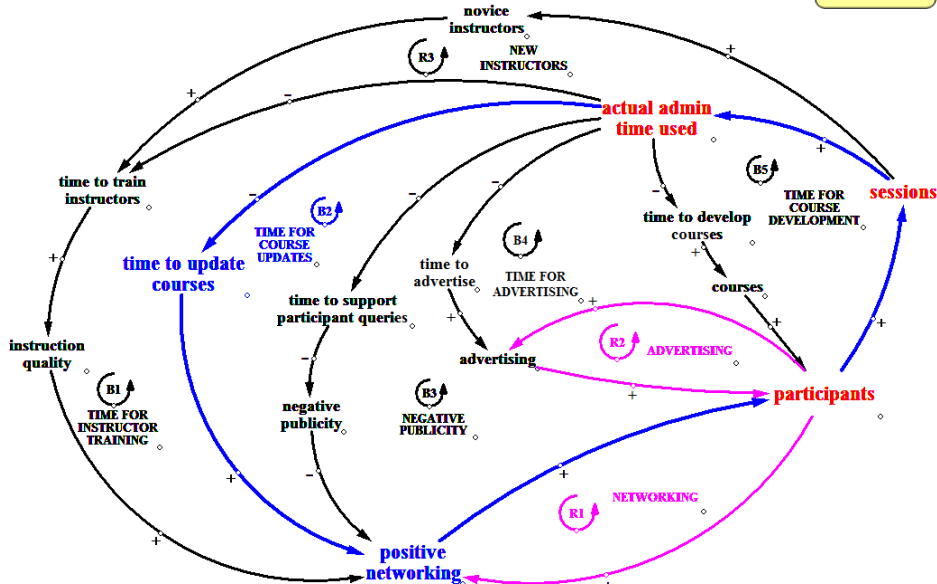 novice
instructors
R3
NEW
INSTRUCTORS
+
+
-
actual admin
time used
+
time to train
instructors
-
B2
TIME FOR
COURSE
UPDATES
-
-
-
B5
TIME FOR
COURSE
DEVELOPMENT
sessions
time to develop
courses
+
B4
TIME FOR
ADVERTISING
time to
advertise
+
time to update
courses
+
courses
time to support
participant queries
+
+
+
R2
ADVERTISING
+
instruction
quality
-
advertising
B1
TIME FOR
INSTRUCTOR
TRAINING
B3
NEGATIVE
PUBLICITY
negative
publicity
+
participants
+
-
+
R1
NETWORKING
+
positive
networking
+